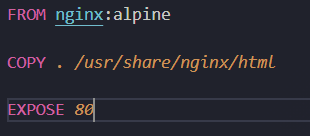 FROM nginx:alpine
COPY . /usr/share/nginx/html
EXPOSE 80